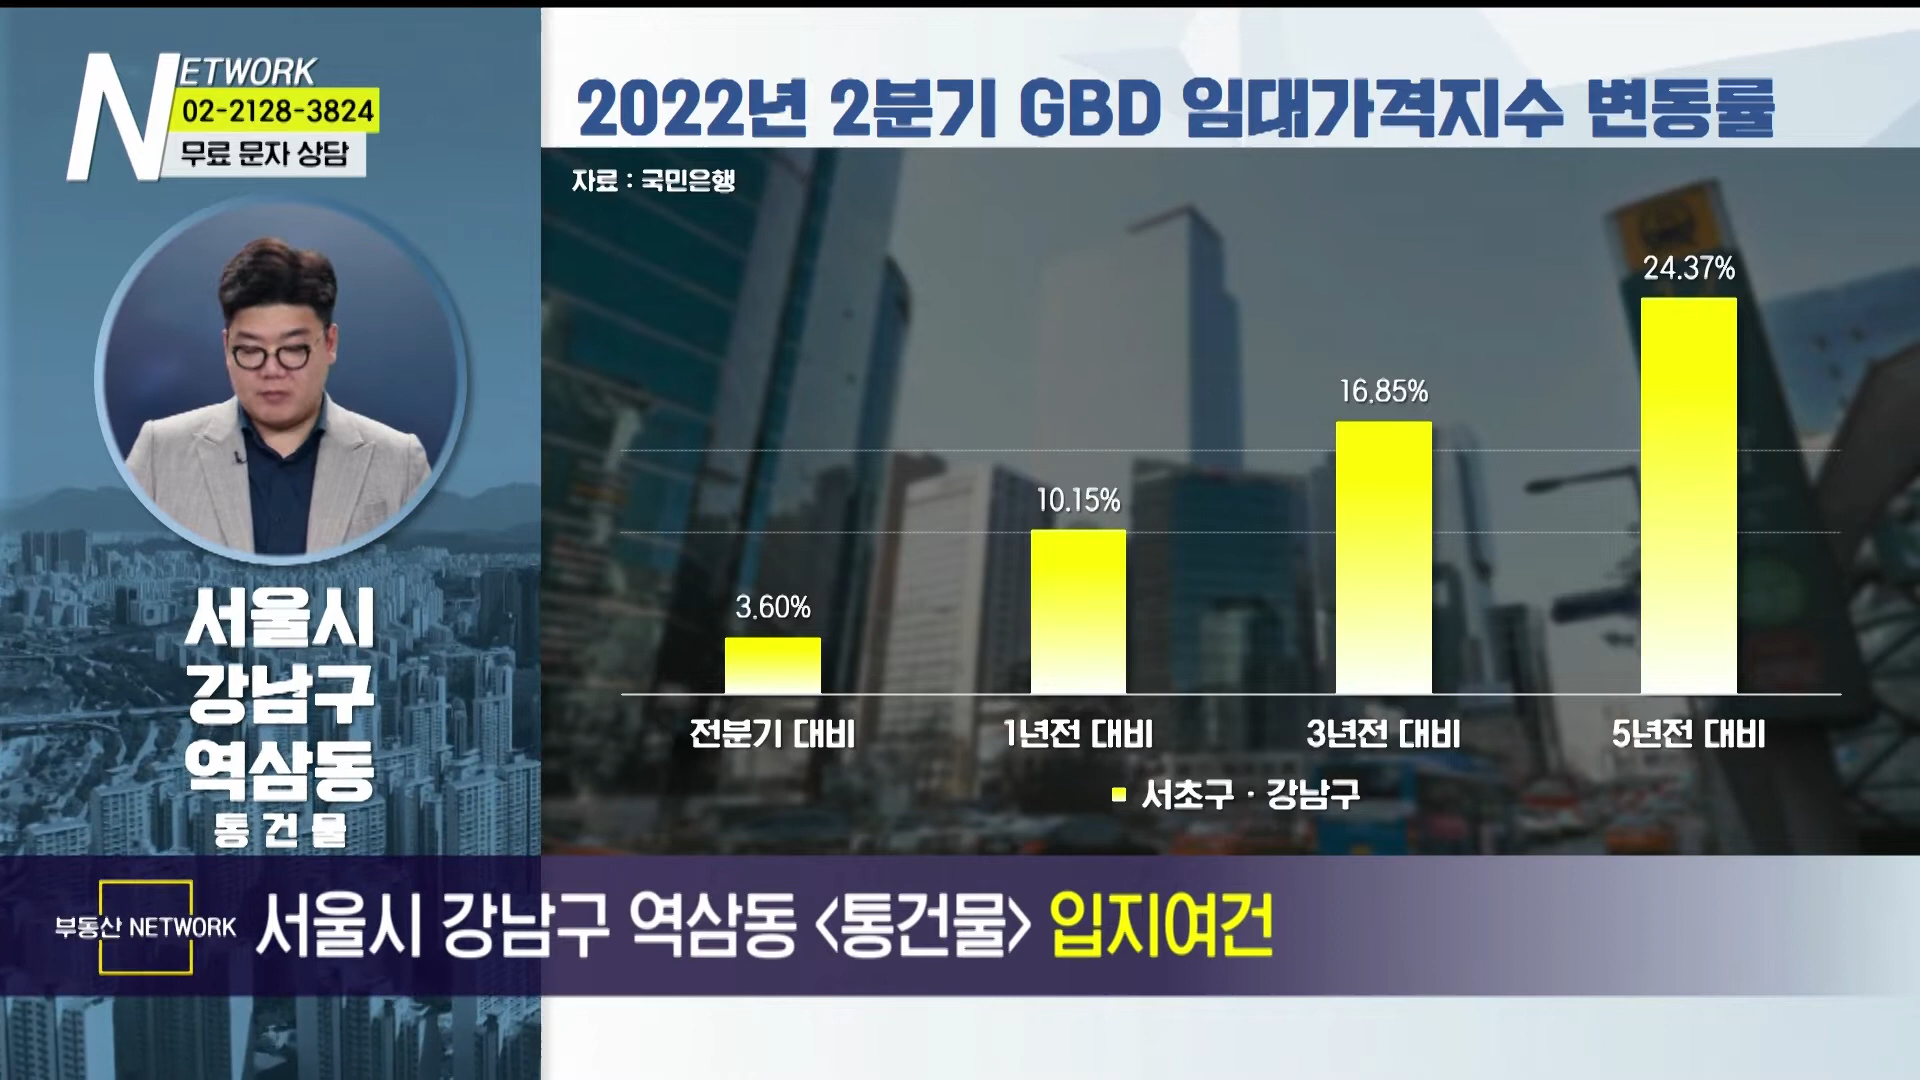 NETWORK
02-2128-3824
무료 문자 상담
서울시
강남구
역삼동
통건물
2022년 2분기 GBD 임대가격지수 변동률
자료 : 국민은행
3.60%
10.15%
16.85%
24.37%
전분기 대비
1년전 대비
3년전 대비
5년전 대비
서초구 · 강남구
부동산 NETWORK
서울시 강남구 역삼동 <통건물> 입지여건